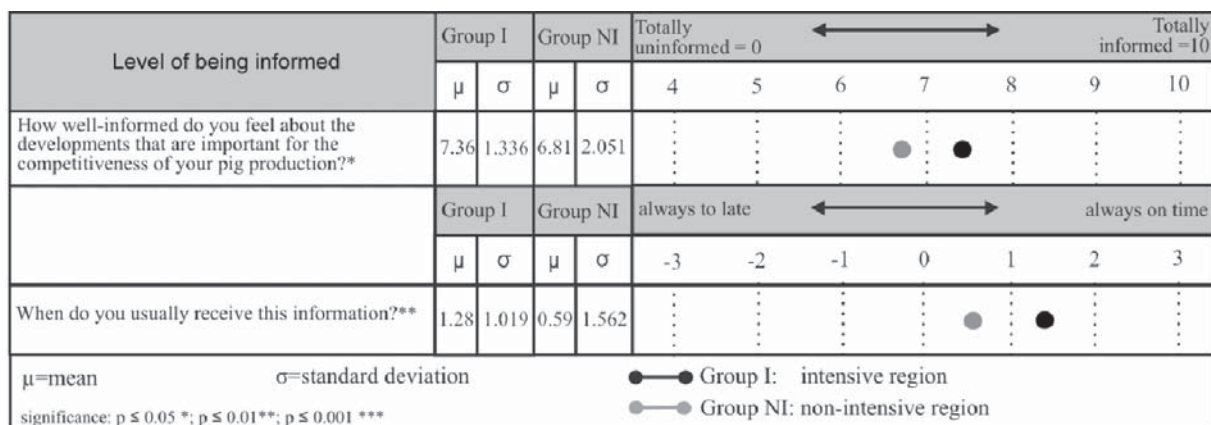 Level of being informed
Group I Group NI
Totally uninformed = 0
Totally informed =10
μ σ μ σ 4 5 6 7 8 9 10
How well-informed do you feel about the
developments that are important for the
competitiveness of your pig production?*
7.36 1.336 6.81 2.051
Group I Group NI always to late always on time
μ σ μ σ -3 -2 -1 0 1 2 3
When do you usually receive this information?** 1.28 1.019 0.59 1.562
μ=mean σ=standard deviation Group I: intensive region
significance: p ≤ 0.05 *; p ≤ 0.01**; p ≤ 0.001 *** Group NI: non-intensive region